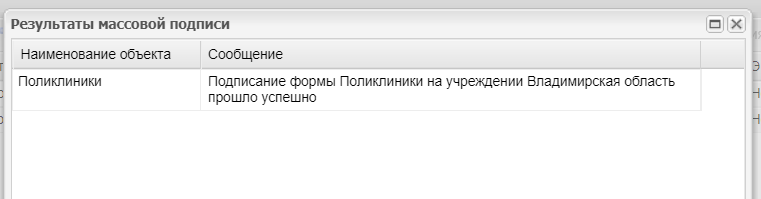 Результаты массовой подписи
Наименование объекта Сообщение
Поликлиники Подписание формы Поликлиники на учреждении Владимирская область
прошло успешно